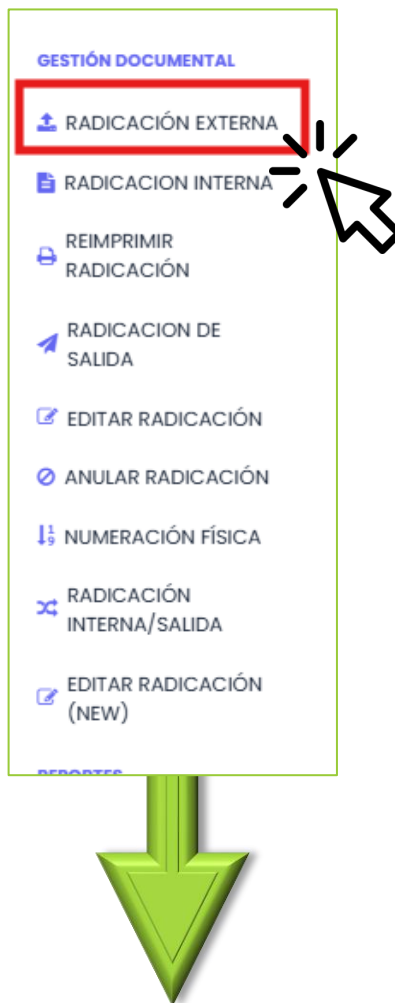 GESTIÓN DOCUMENTAL
RADICACIÓN EXTERNA
RADICACION INTERNA
REIMPRIMIR
RADICACIÓN
RADICACION DE
SALIDA
EDITAR RADICACIÓN
ANULAR RADICACIÓN
NUMERACIÓN FÍSICA
RADICACIÓN
INTERNA/SALIDA
EDITAR RADICACIÓN
(NEW)
REPORTES